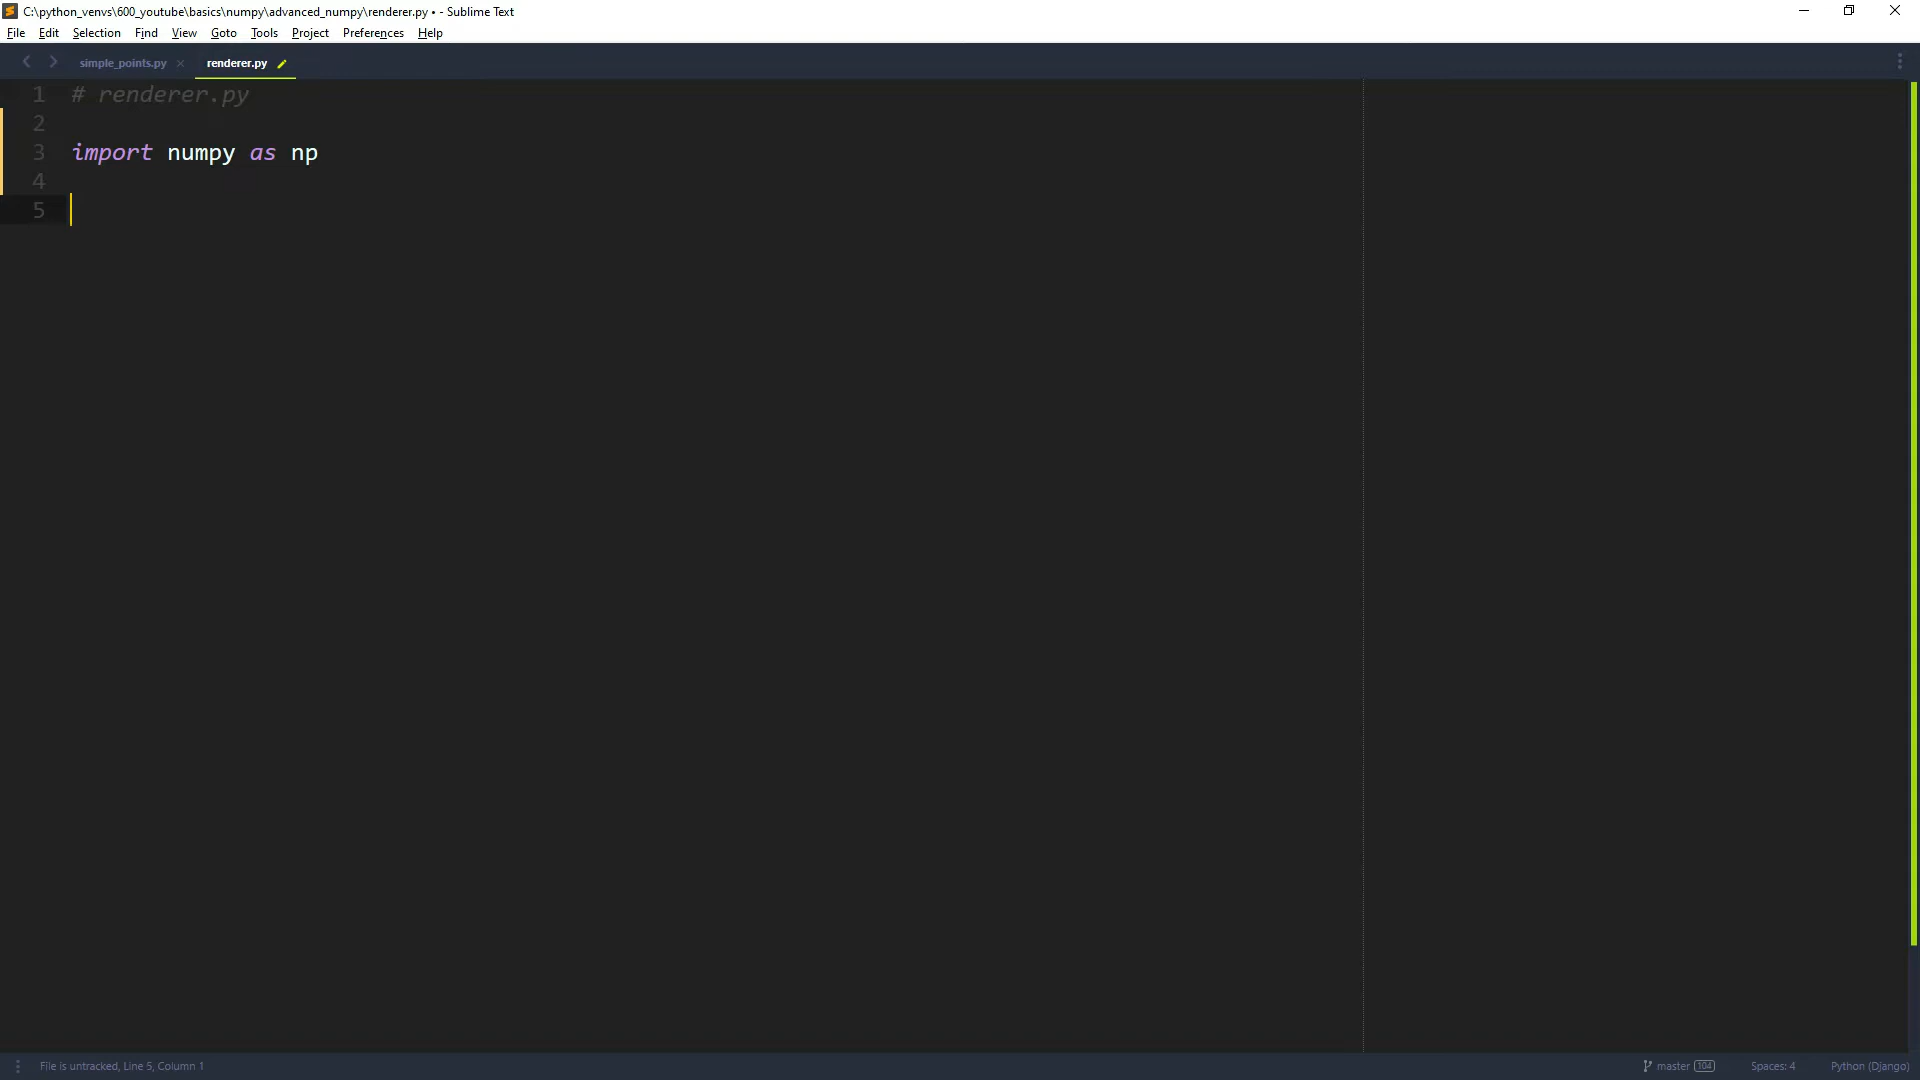 C:\python_venvs\600_youtube\basics\numpy\advanced_numpy\renderer.py • - Sublime Text
File Edit Selection Find View Goto Tools Project Preferences Help
simple_points.py renderer.py
1 # renderer.py
2
3 import numpy as np
4
5
File is untracked, Line 5, Column 1 master 104 Spaces: 4 Python (Django)